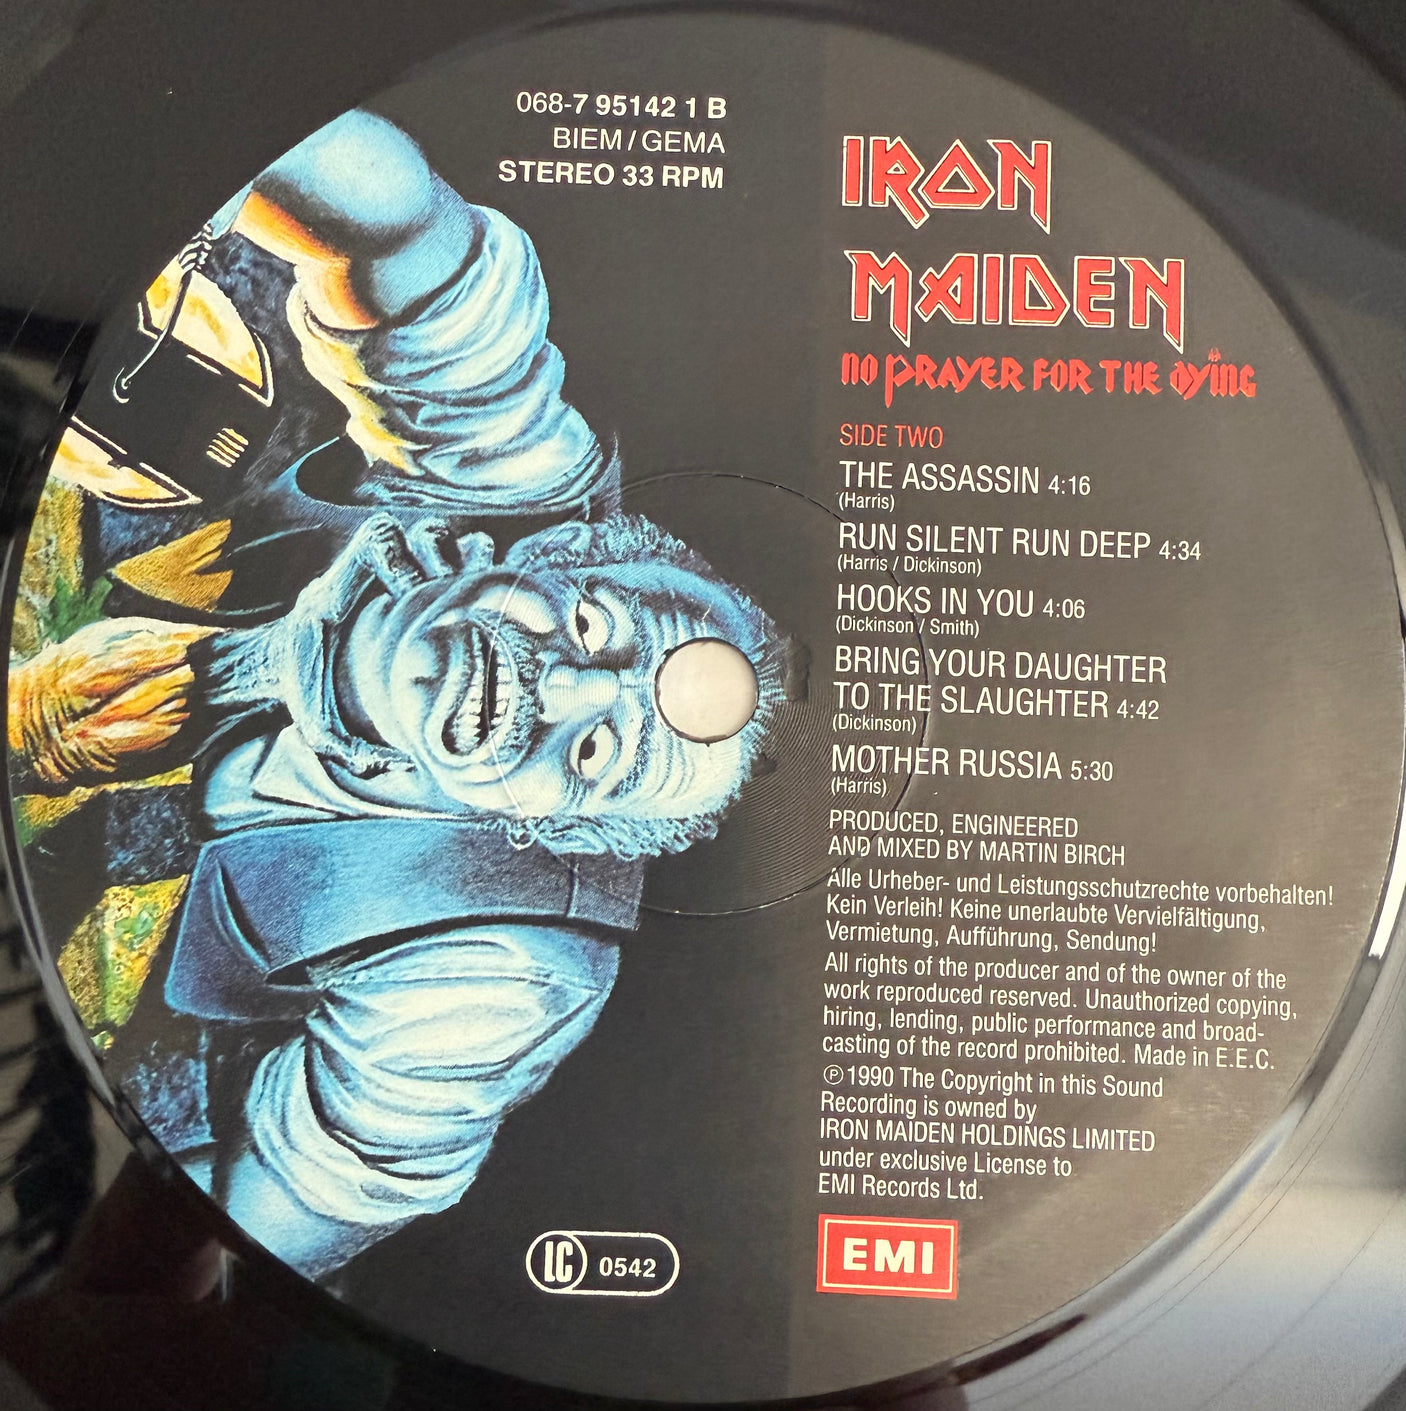 068-7 95142 1 B
BIEM / GEMA
STEREO 33 RPM
IRON
MAIDEN
NO PRAYER FOR THE DYING
SIDE TWO
THE ASSASSIN 4:16
(Harris)
RUN SILENT RUN DEEP 4:34
(Harris / Dickinson)
HOOKS IN YOU 4:06
(Dickinson / Smith)
BRING YOUR DAUGHTER
TO THE SLAUGHTER 4:42
(Dickinson)
MOTHER RUSSIA 5:30
(Harris)
PRODUCED, ENGINEERED
AND MIXED BY MARTIN BIRCH
Alle Urheber- und Leistungsschutzrechte vorbehalten!
Kein Verleih! Keine unerlaubte Vervielfältigung,
Vermietung, Aufführung, Sendung!
All rights of the producer and of the owner of the
work reproduced reserved. Unauthorized copying,
hiring, lending, public performance and broad-
casting of the record prohibited. Made in E.E.C.
℗ 1990 The Copyright in this Sound
Recording is owned by
IRON MAIDEN HOLDINGS LIMITED
under exclusive License to
EMI Records Ltd.
LC 0542
EMI